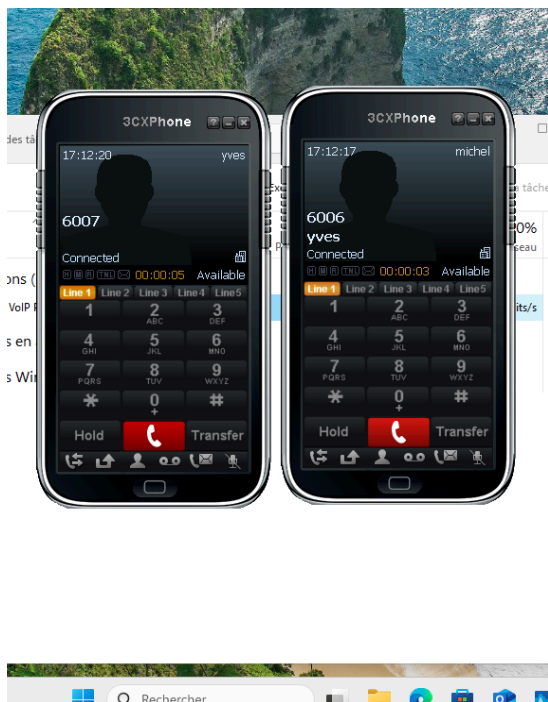 3CXPhone ? _ x
17:12:20 yves
6007
Connected
H M R TNL 00:00:05 Available
Line 1 Line 2 Line 3 Line 4 Line5
1 2 3
ABC DEF
4 5 6
GHI JKL MNO
7 8 9
PQRS TUV WXYZ
* 0 #
+
Hold Transfer
3CXPhone ? _ x
17:12:17 michel
6006
yves
Connected
H M R TNL 00:00:03 Available
Line 1 Line 2 Line 3 Line 4 Line5
1 2 3
ABC DEF
4 5 6
GHI JKL MNO
7 8 9
PQRS TUV WXYZ
* 0 #
+
Hold Transfer
des tâ
tâche
0%
seau
ons (
VoIP
its/s
s en
s Wi
Rechercher